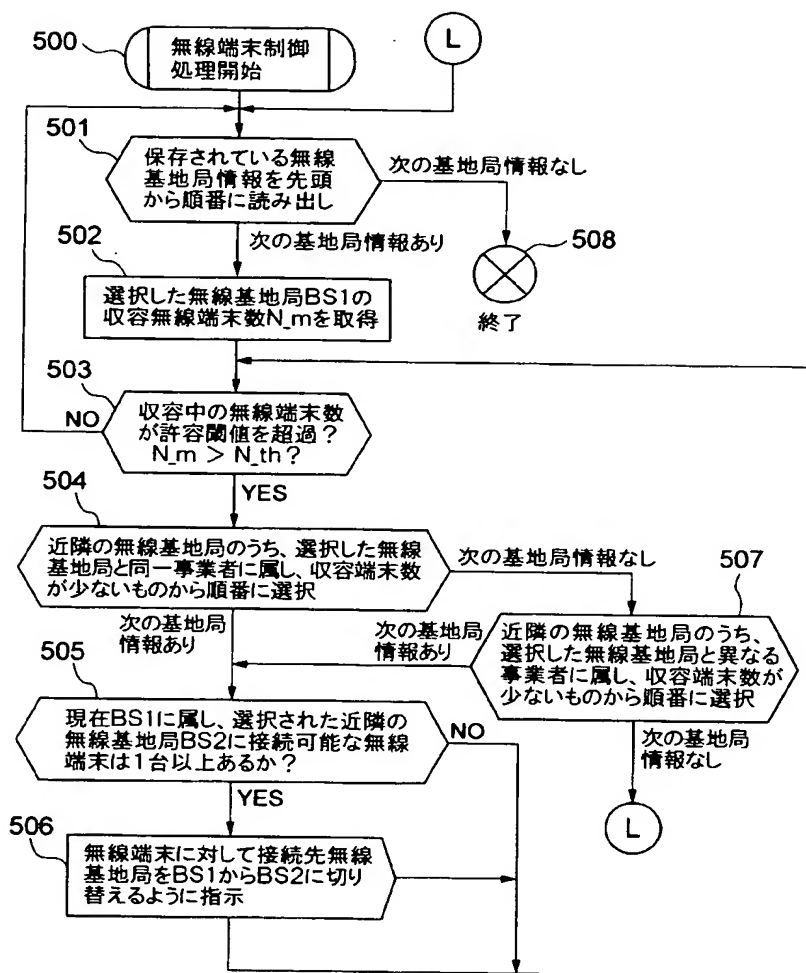 500
無線端末制御
処理開始
L
501
保存されている無線
基地局情報を先頭
から順番に読み出し
次の基地局情報なし
502
次の基地局情報あり
508
終了
選択した無線基地局BS1の
収容無線端末数N_mを取得
503
NO
収容中の無線端末数
が許容閾値を超過?
N_m > N_th?
YES
504
近隣の無線基地局のうち、選択した無線
基地局と同一事業者に属し、収容端末数
が少ないものから順番に選択
次の基地局情報なし
507
次の基地局
情報あり
次の基地局
情報あり
近隣の無線基地局のうち、
選択した無線基地局と異なる
事業者に属し、収容端末数が
少ないものから順番に選択
505
現在BS1に属し、選択された近隣の
無線基地局BS2に接続可能な無線
端末は1台以上あるか?
NO
次の基地局
情報なし
L
YES
506
無線端末に対して接続先無線
基地局をBS1からBS2に切り
替えるように指示